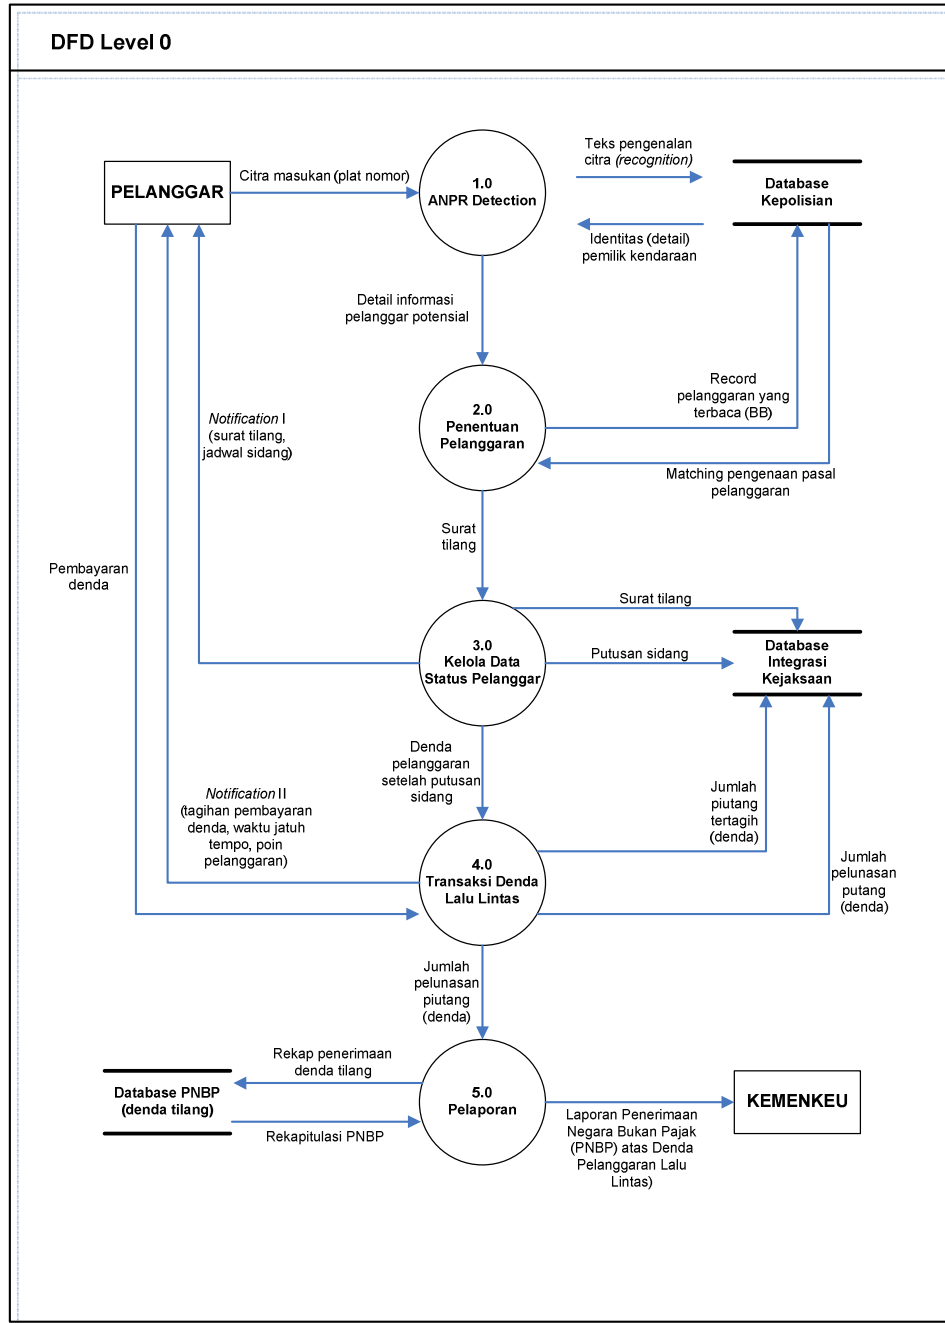 DFD Level 0
PELANGGAR
Citra masukan (plat nomor)
1.0
ANPR Detection
Teks pengenalan
citra (recognition)
Database
Kepolisian
Identitas (detail)
pemilik kendaraan
Detail informasi
pelanggar potensial
2.0
Penentuan
Pelanggaran
Record
pelanggaran yang
terbaca (BB)
Matching pengenaan pasal
pelanggaran
Notification I
(surat tilang,
jadwal sidang)
Surat
tilang
Pembayaran
denda
3.0
Kelola Data
Status Pelanggar
Surat tilang
Putusan sidang
Database
Integrasi
Kejaksaan
Denda
pelanggaran
setelah putusan
sidang
Notification II
(tagihan pembayaran
denda, waktu jatuh
tempo, poin
pelanggaran)
4.0
Transaksi Denda
Lalu Lintas
Jumlah
piutang
tertagih
(denda)
Jumlah
pelunasan
putang
(denda)
Jumlah
pelunasan
piutang
(denda)
Database PNBP
(denda tilang)
Rekap penerimaan
denda tilang
Rekapitulasi PNBP
5.0
Pelaporan
Laporan Penerimaan
Negara Bukan Pajak
(PNBP) atas Denda
Pelanggaran Lalu
Lintas)
KEMENKEU